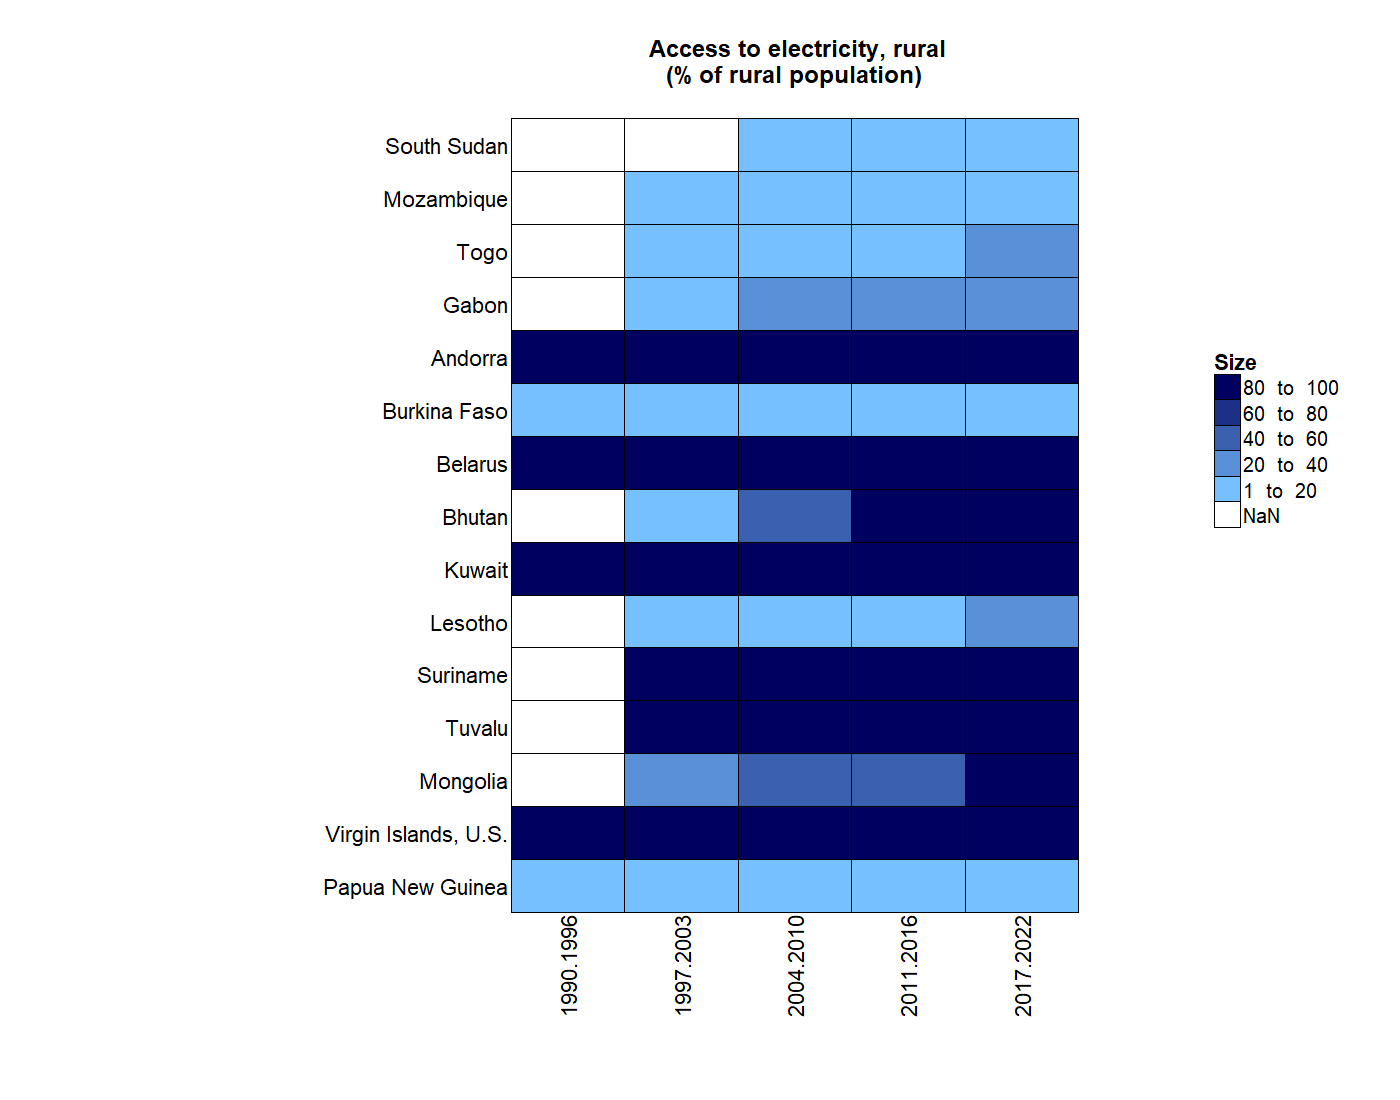 Access to electricity, rural
(% of rural population)
South Sudan
Mozambique
Togo
Gabon
Andorra
Burkina Faso
Belarus
Bhutan
Kuwait
Lesotho
Suriname
Tuvalu
Mongolia
Virgin Islands, U.S.
Papua New Guinea
1990.1996
1997.2003
2004.2010
2011.2016
2017.2022
Size
80 to 100
60 to 80
40 to 60
20 to 40
1 to 20
NaN